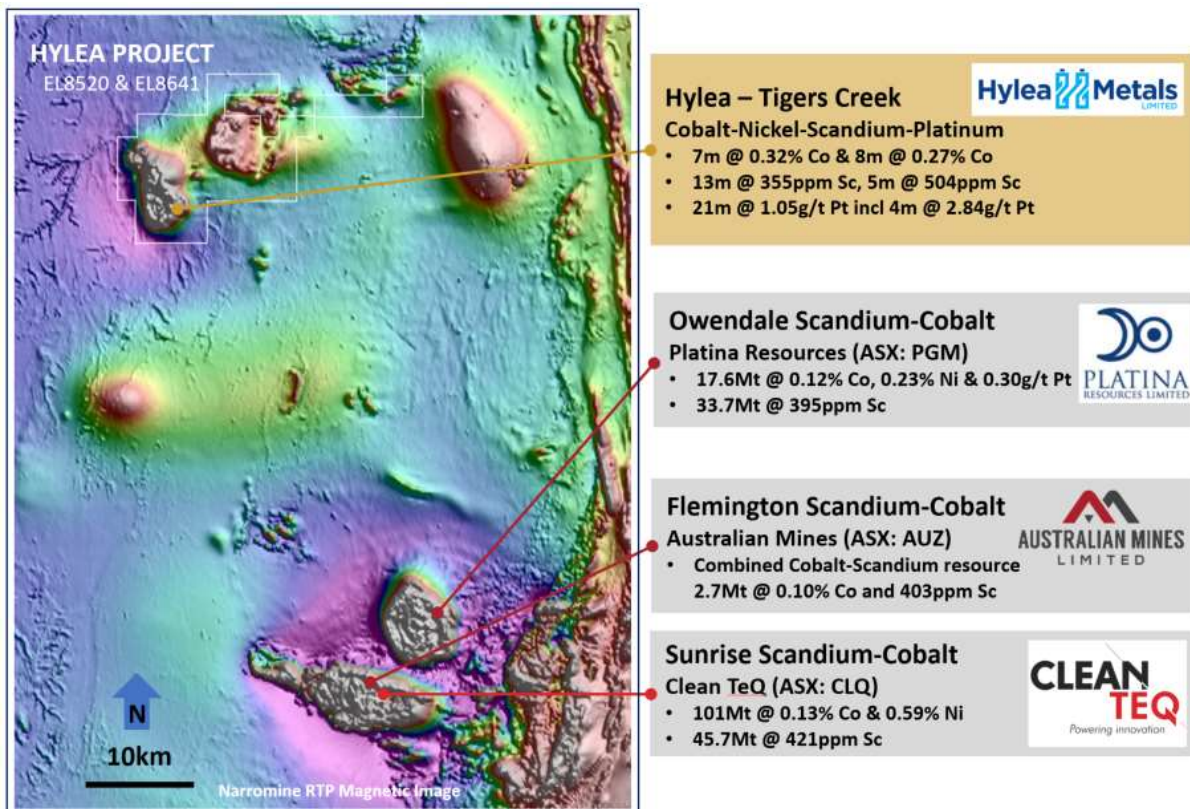 HYLEA PROJECT
EL8520 & EL8641
N
10km
Narromine RTP Magnetic Image
Hylea – Tigers Creek
Hylea Metals
LIMITED
Cobalt-Nickel-Scandium-Platinum
• 7m @ 0.32% Co & 8m @ 0.27% Co
• 13m @ 355ppm Sc, 5m @ 504ppm Sc
• 21m @ 1.05g/t Pt incl 4m @ 2.84g/t Pt
Owendale Scandium-Cobalt
Platina Resources (ASX: PGM)
• 17.6Mt @ 0.12% Co, 0.23% Ni & 0.30g/t Pt
• 33.7Mt @ 395ppm Sc
PLATINA
RESOURCES LIMITED
Flemington Scandium-Cobalt
Australian Mines (ASX: AUZ)
• Combined Cobalt-Scandium resource
2.7Mt @ 0.10% Co and 403ppm Sc
AUSTRALIAN MINES
LIMITED
Sunrise Scandium-Cobalt
Clean TeQ (ASX: CLQ)
• 101Mt @ 0.13% Co & 0.59% Ni
• 45.7Mt @ 421ppm Sc
CLEAN
TEQ
Powering innovation